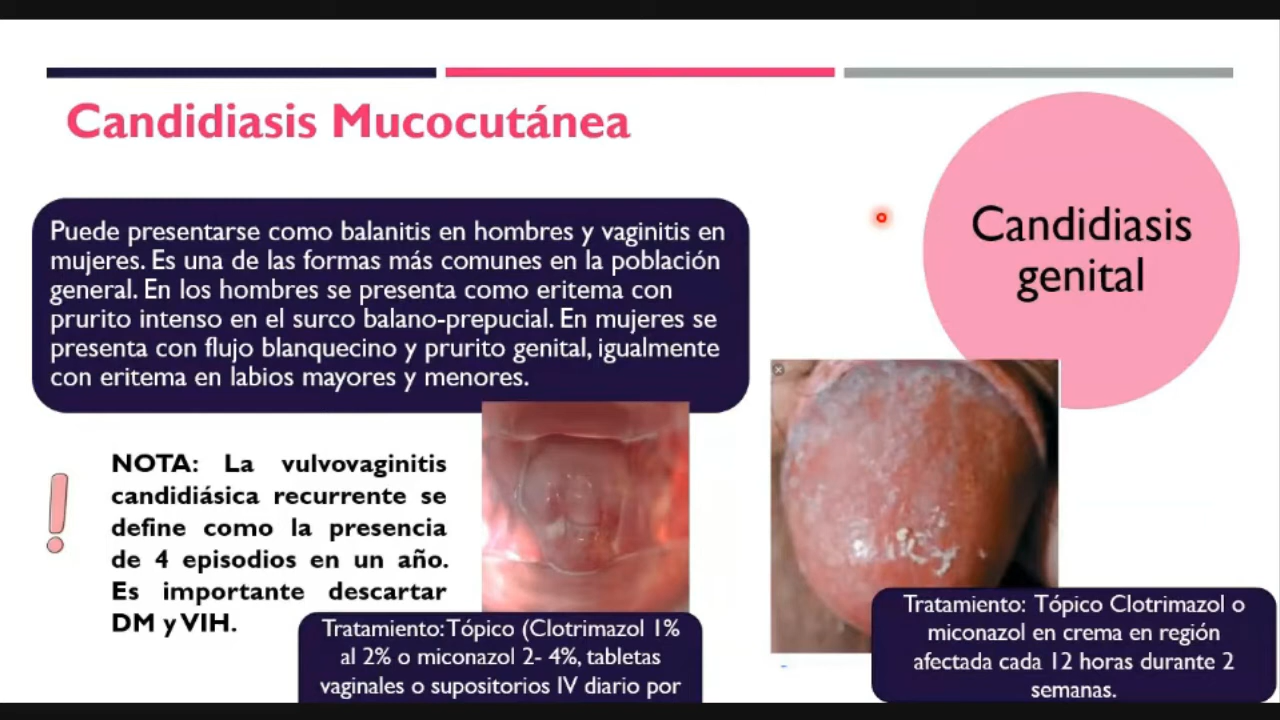 Candidiasis Mucocutánea
Candidiasis
genital
Puede presentarse como balanitis en hombres y vaginitis en
mujeres. Es una de las formas más comunes en la población
general. En los hombres se presenta como eritema con
prurito intenso en el surco balano-prepucial. En mujeres se
presenta con flujo blanquecino y prurito genital, igualmente
con eritema en labios mayores y menores.
NOTA: La vulvovaginitis
candidiásica recurrente se
define como la presencia
de 4 episodios en un año.
Es importante descartar
DM y VIH.
Tratamiento: Tópico (Clotrimazol 1%
al 2% o miconazol 2- 4%, tabletas
vaginales o supositorios IV diario por
Tratamiento: Tópico Clotrimazol o
miconazol en crema en región
afectada cada 12 horas durante 2
semanas.